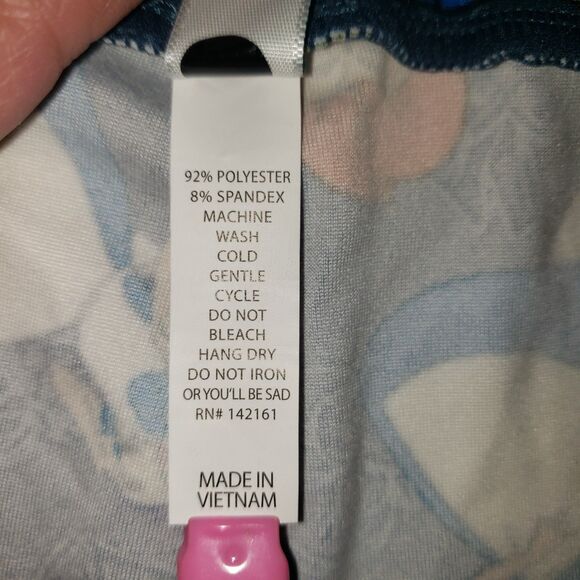 92% POLYESTER
8% SPANDEX
MACHINE
WASH
COLD
GENTLE
CYCLE
DO NOT
BLEACH
HANG DRY
DO NOT IRON
OR YOU'LL BE SAD
RN# 142161
MADE IN
VIETNAM